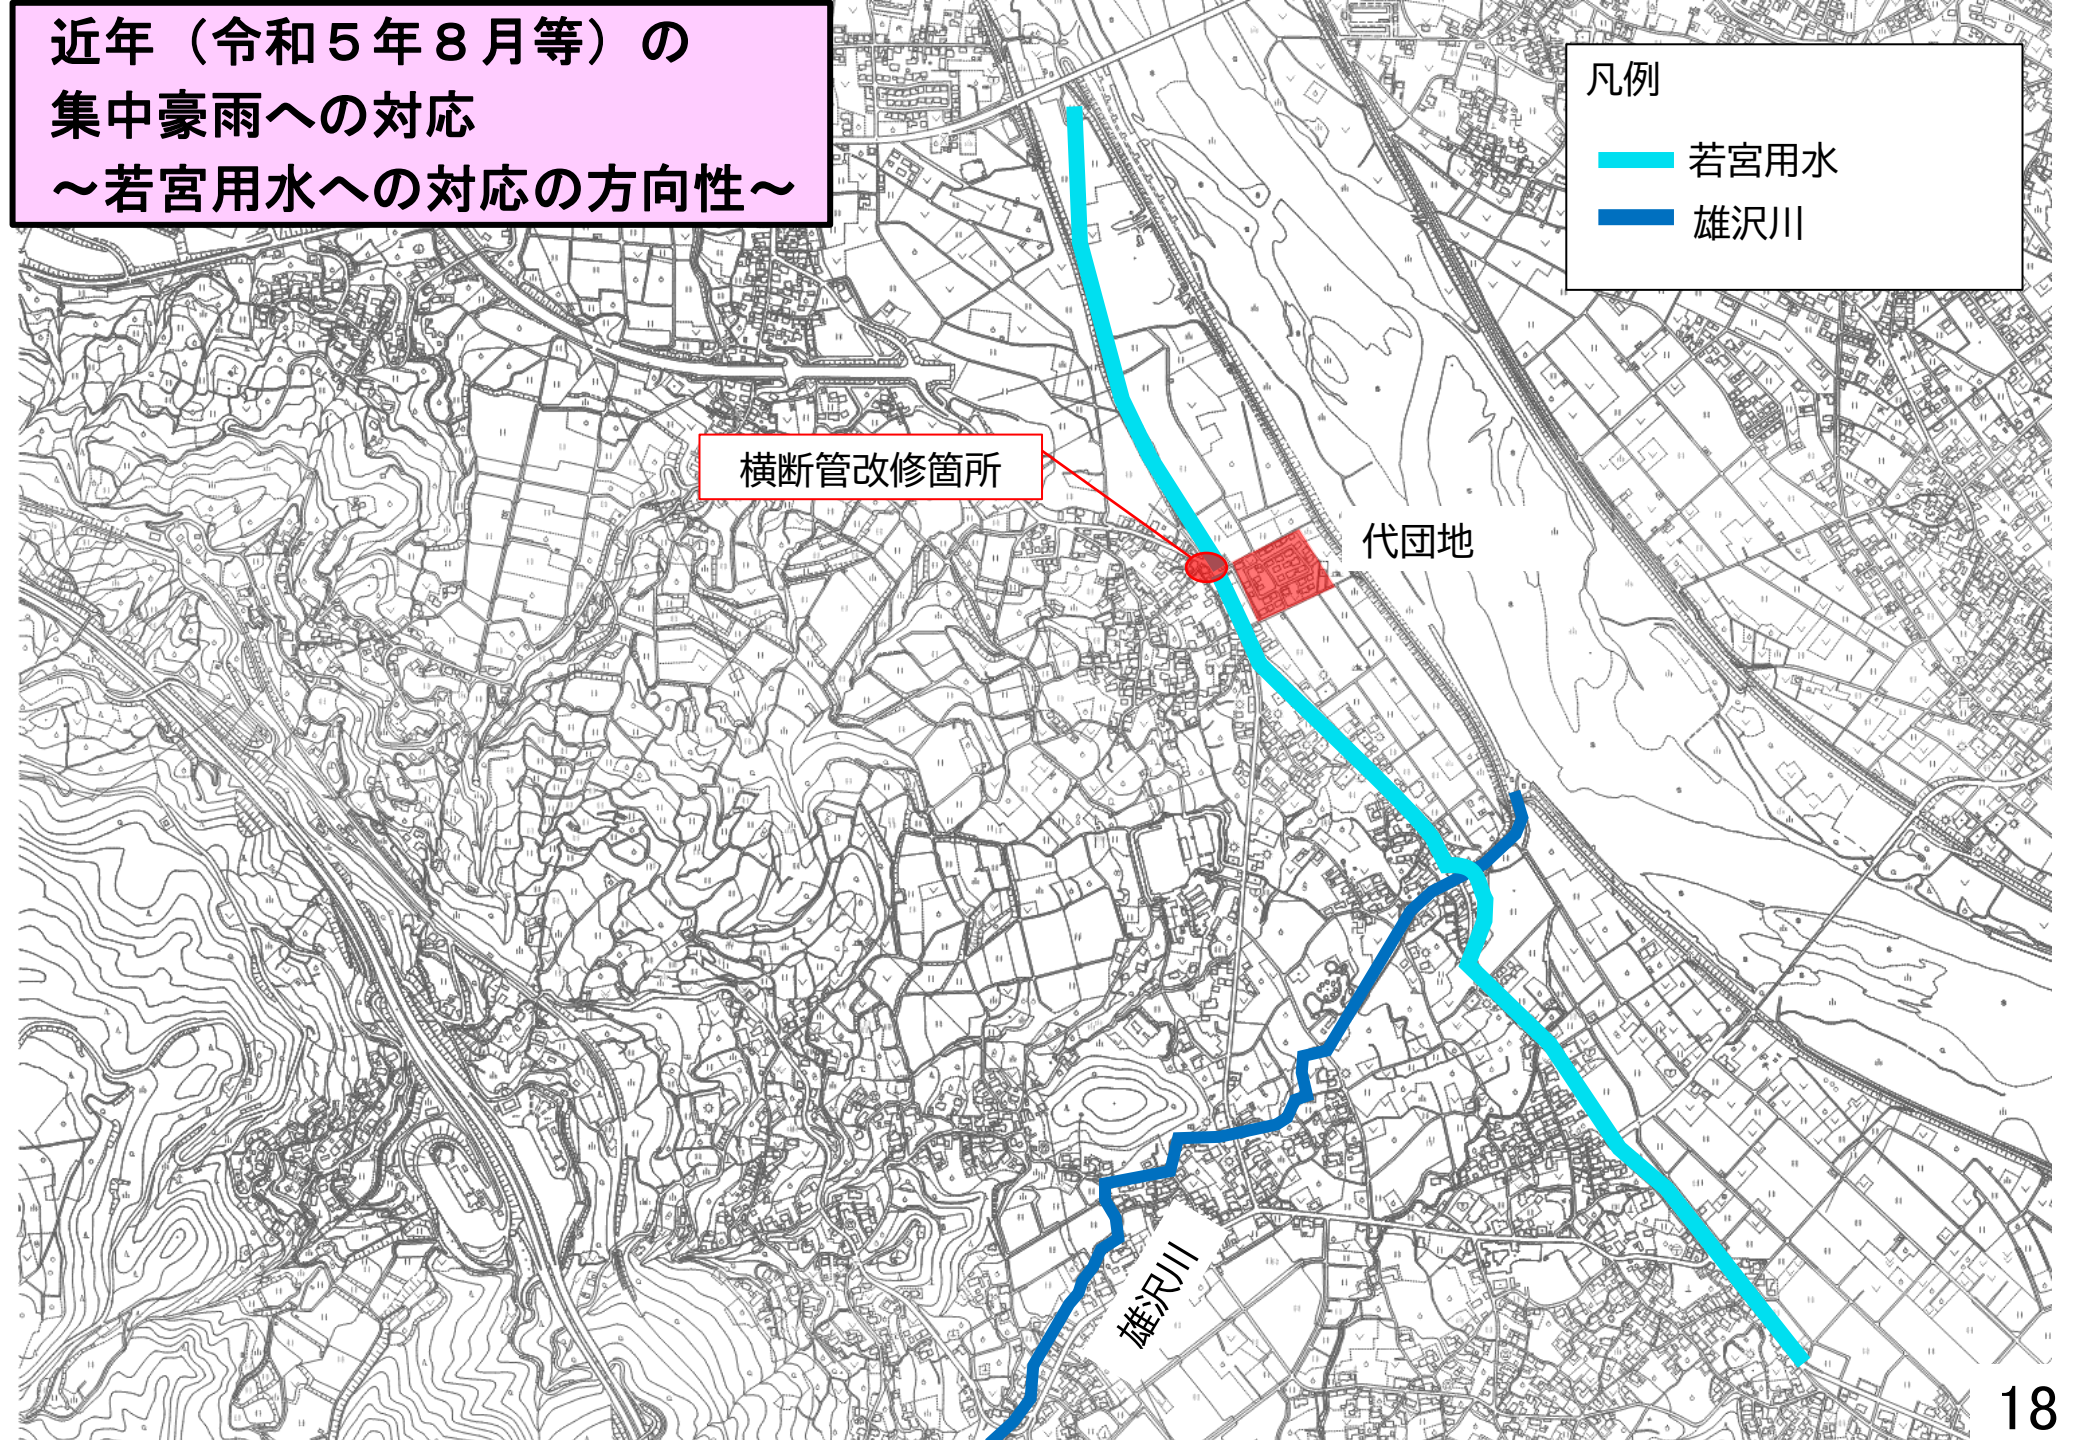 近年（令和５年８月等）の
集中豪雨への対応
～若宮用水への対応の方向性～
凡例
若宮用水
雄沢川
横断管改修箇所
代団地
雄沢川
18